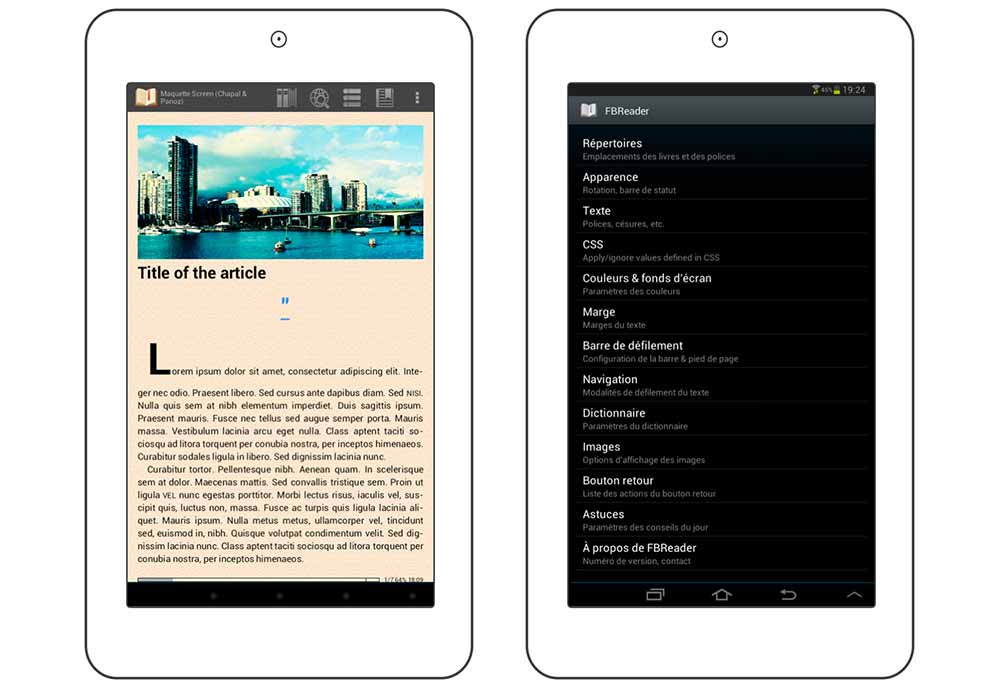 Maquette Screen (Chapal &
Panoz)
Title of the article
"
Lorem ipsum dolor sit amet, consectetur adipiscing elit. Inte-
ger nec odio. Praesent libero. Sed cursus ante dapibus diam. Sed NISI.
Nulla quis sem at nibh elementum imperdiet. Duis sagittis ipsum.
Praesent mauris. Fusce nec tellus sed augue semper porta. Mauris
massa. Vestibulum lacinia arcu eget nulla. Class aptent taciti so-
ciosqu ad litora torquent per conubia nostra, per inceptos himenaeos.
Curabitur sodales ligula in libero. Sed dignissim lacinia nunc.
Curabitur tortor. Pellentesque nibh. Aenean quam. In scelerisque
sem at dolor. Maecenas mattis. Sed convallis tristique sem. Proin ut
ligula VEL nunc egestas porttitor. Morbi lectus risus, iaculis vel, sus-
cipit quis, luctus non, massa. Fusce ac turpis quis ligula lacinia ali-
quet. Mauris ipsum. Nulla metus metus, ullamcorper vel, tincidunt
sed, euismod in, nibh. Quisque volutpat condimentum velit. Sed dig-
nissim lacinia nunc. Class aptent taciti sociosqu ad litora torquent per
conubia nostra, per inceptos himenaeos.
1/7 64% 18:09
46% 19:24
FBReader
Répertoires
Emplacements des livres et des polices
Apparence
Rotation, barre de statut
Texte
Polices, césures, etc.
CSS
Apply/ignore values defined in CSS
Couleurs & fonds d'écran
Paramètres des couleurs
Marge
Marges du texte
Barre de défilement
Configuration de la barre & pied de page
Navigation
Modalités de défilement du texte
Dictionnaire
Paramètres du dictionnaire
Images
Options d'affichage des images
Bouton retour
Liste des actions du bouton retour
Astuces
Paramètres des conseils du jour
À propos de FBReader
Numéro de version, contact